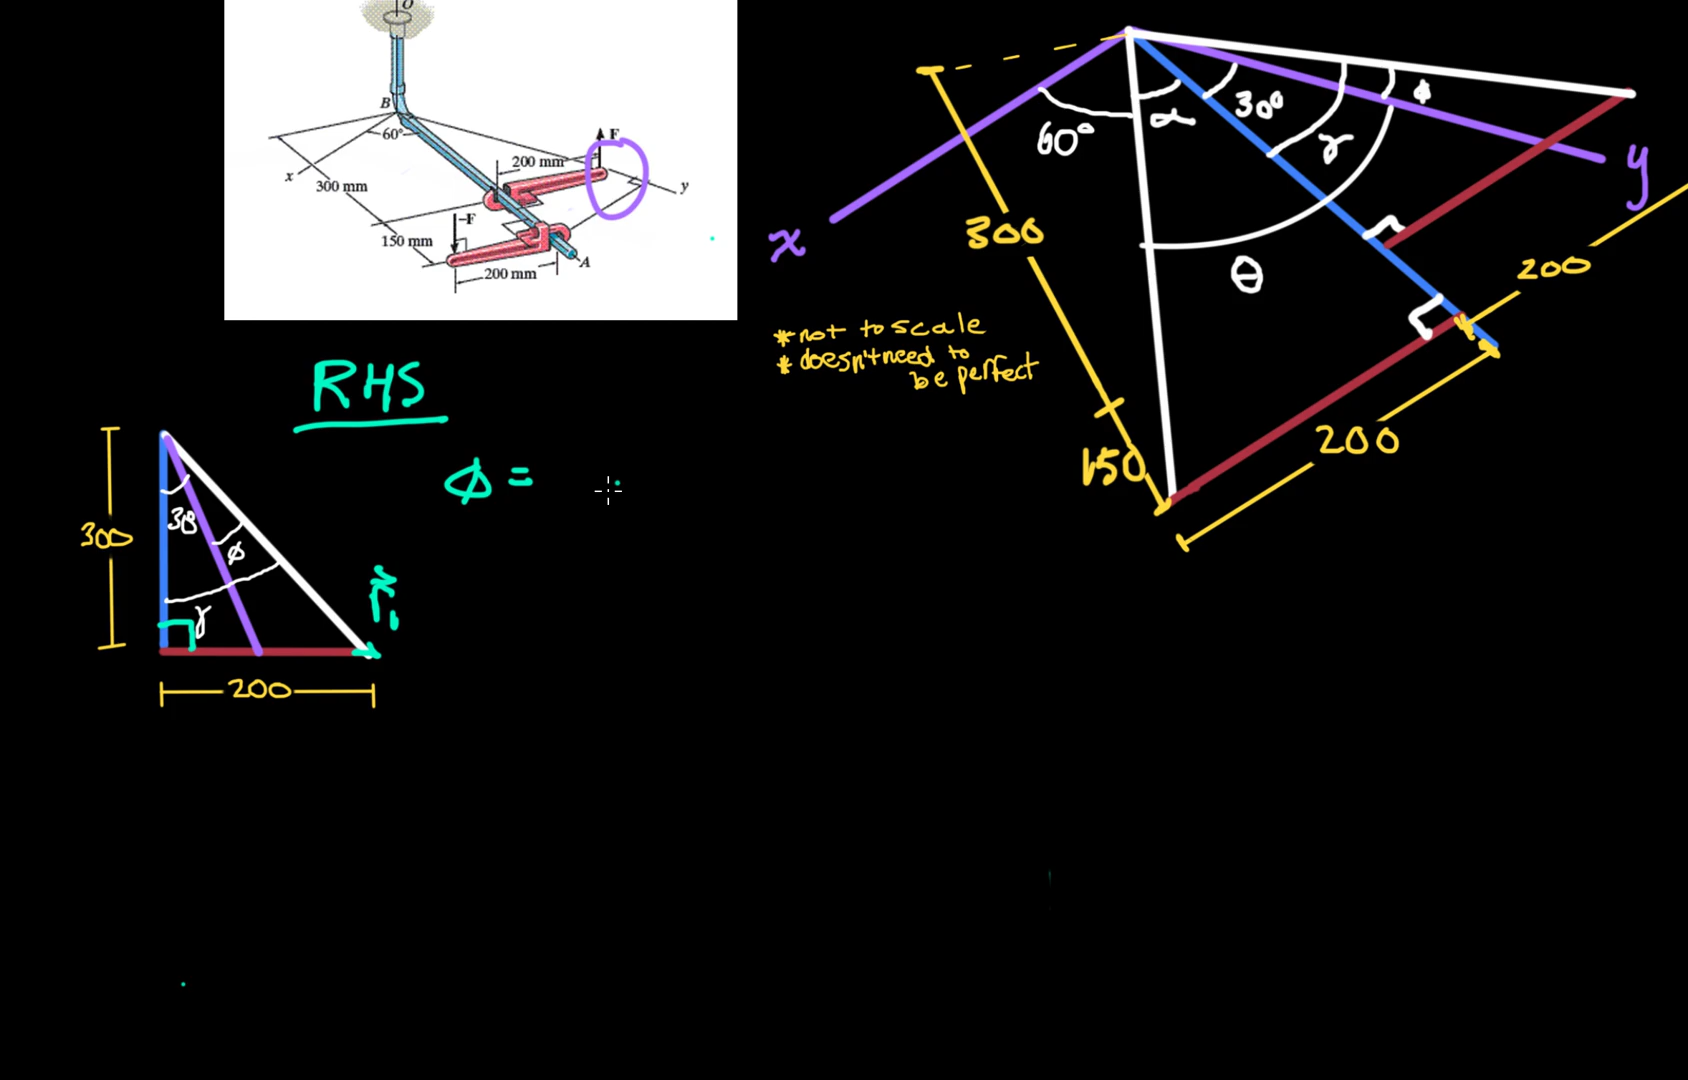 O
B
60°
F
200 mm
x
300 mm
y
-F
150 mm
200 mm
A
60°
α
30°
γ
ϕ
y
x
300
θ
200
*not to scale
* doesn't need to
be perfect
150
200
RHS
ϕ =
300
30
ϕ
γ
r₁
200